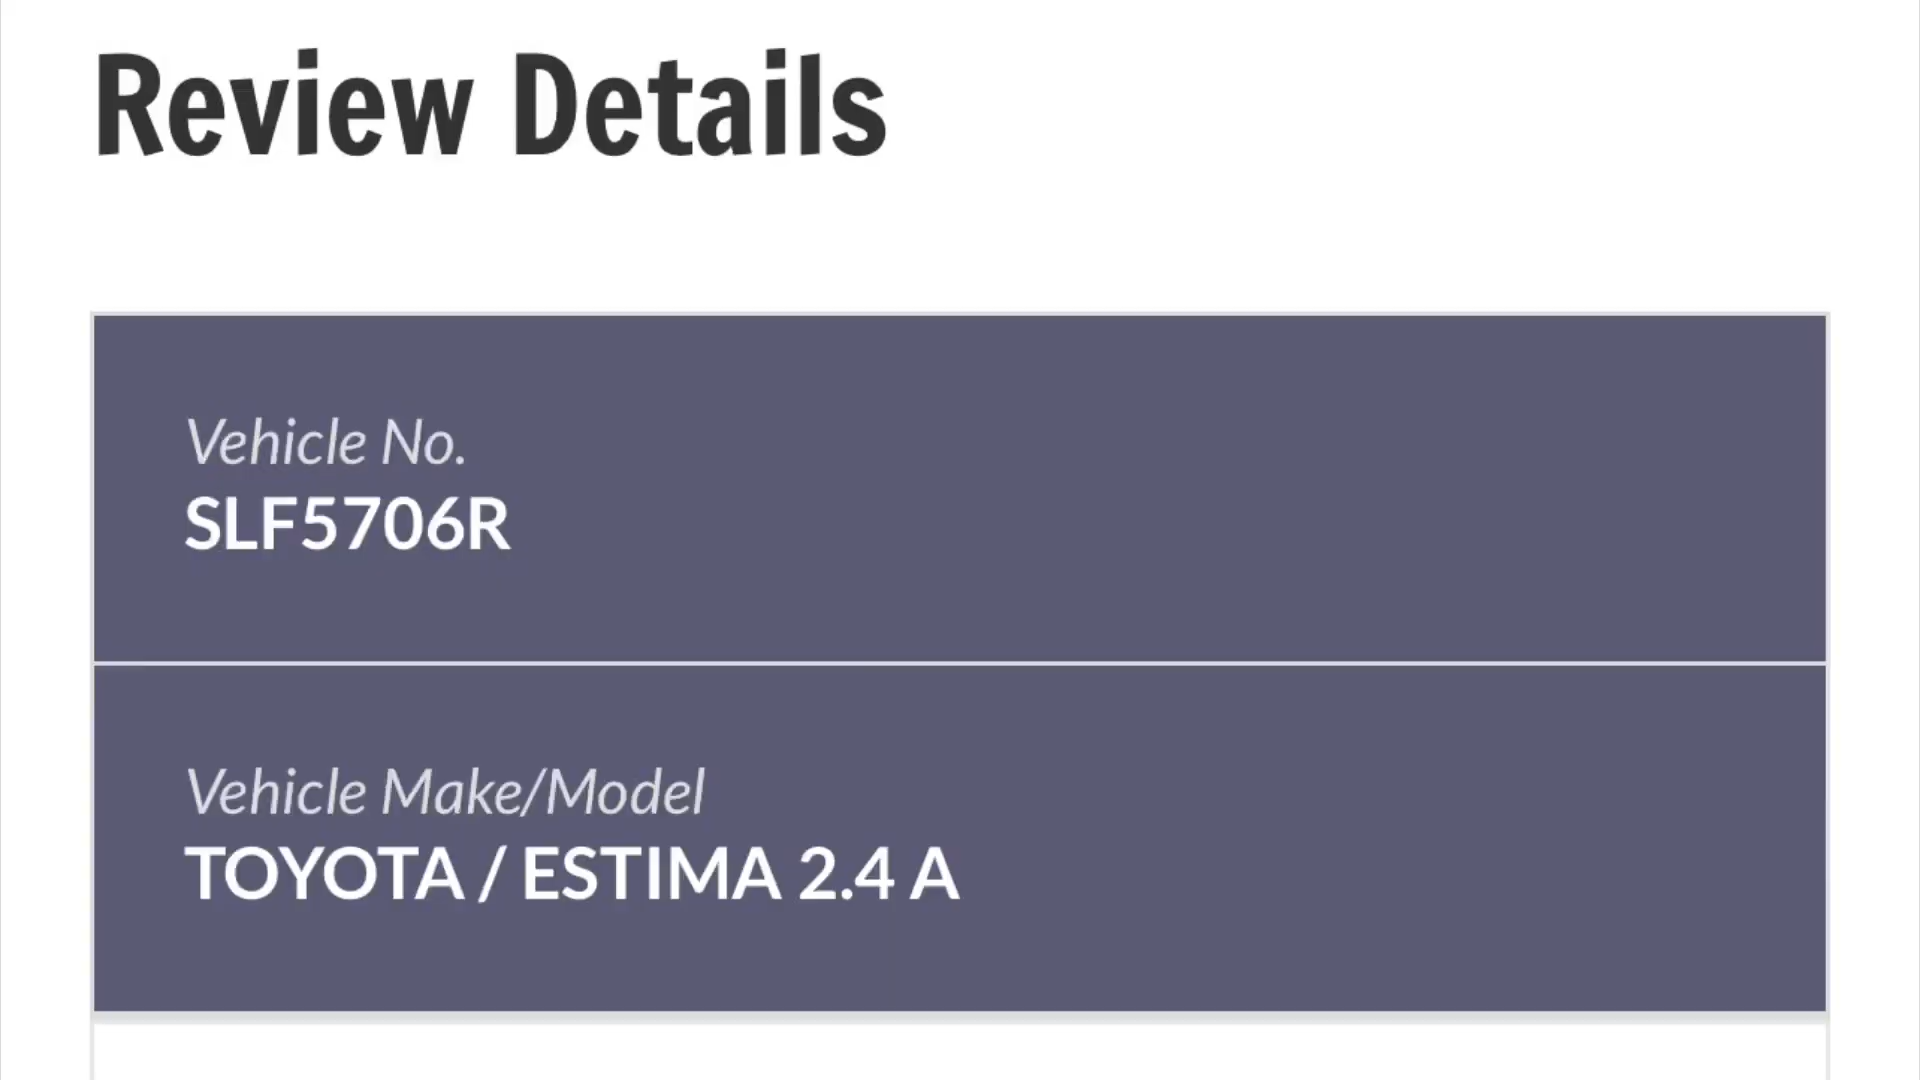 Review Details
Vehicle No.
SLF5706R
Vehicle Make/Model
TOYOTA / ESTIMA 2.4 A